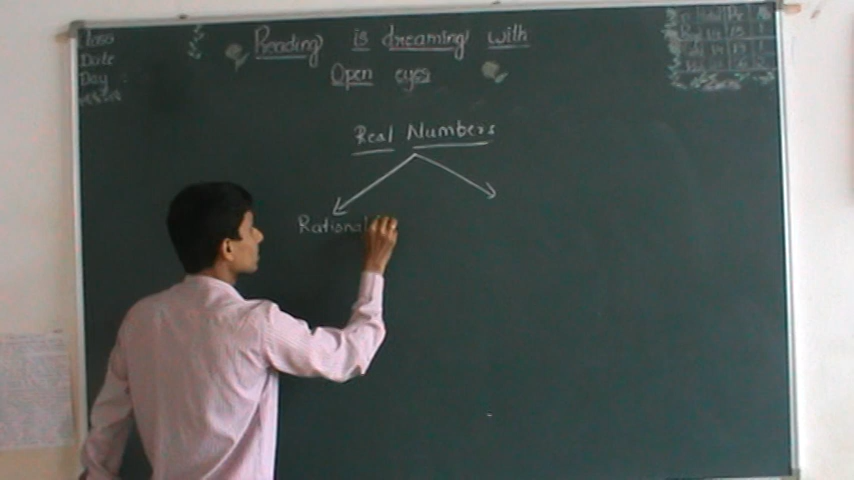 Class
Date
Day
Reading is dreaming with
Open eyes
Real Numbers
Rational